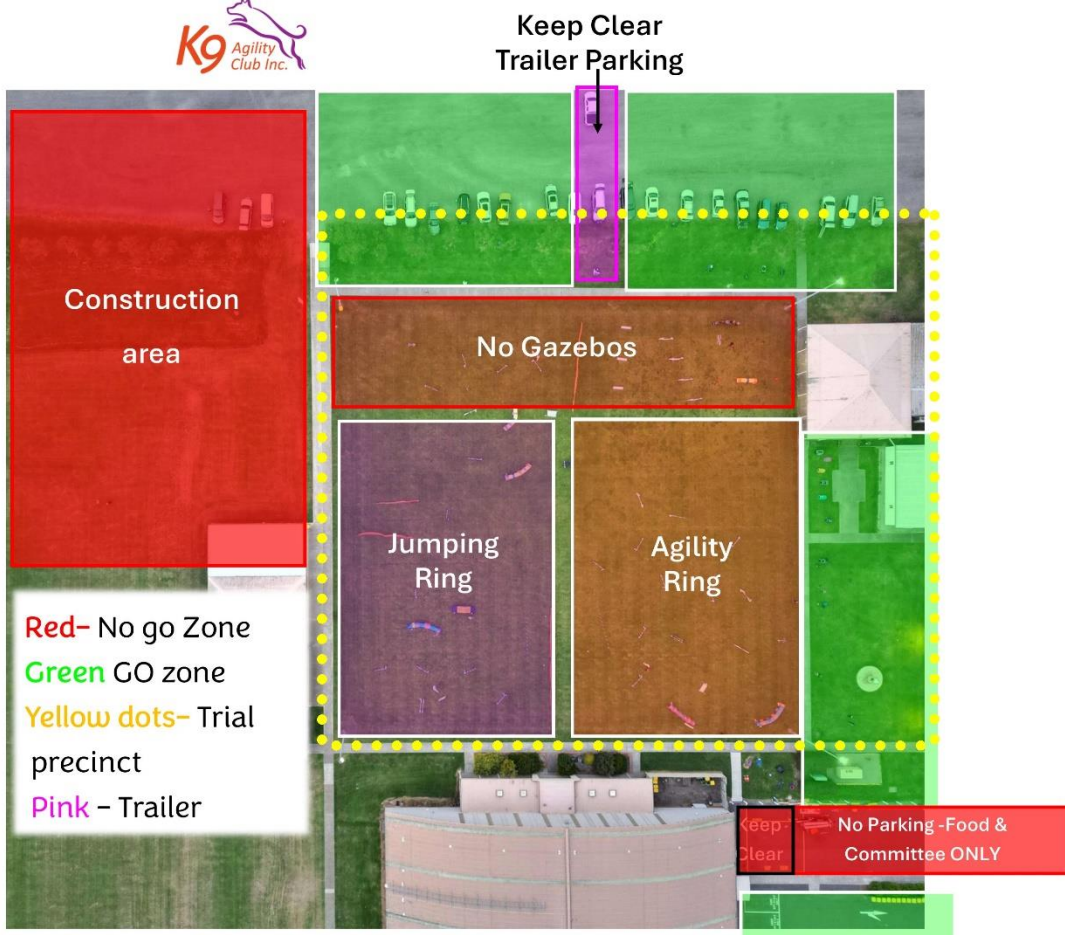 K9 Agility
Club Inc.
Keep Clear
Trailer Parking
Construction
area
No Gazebos
Jumping
Ring
Agility
Ring
Red- No go Zone
Green GO zone
Yellow dots- Trial
precinct
Pink - Trailer
Keep
Clear
No Parking -Food &
Committee ONLY